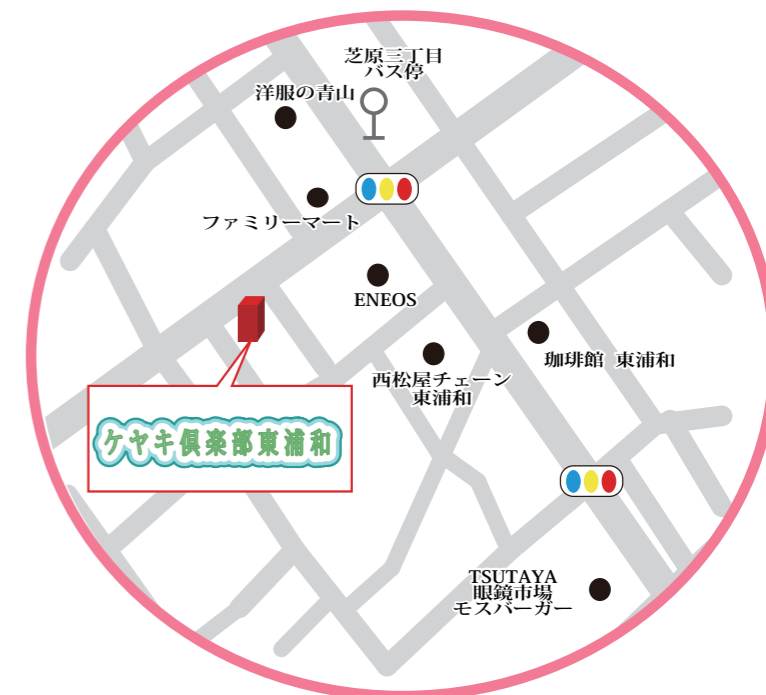 芝原三丁目
バス停
洋服の青山
ファミリーマート
ENEOS
珈琲館 東浦和
西松屋チェーン
東浦和
ケヤキ倶楽部東浦和
TSUTAYA
眼鏡市場
モスバーガー